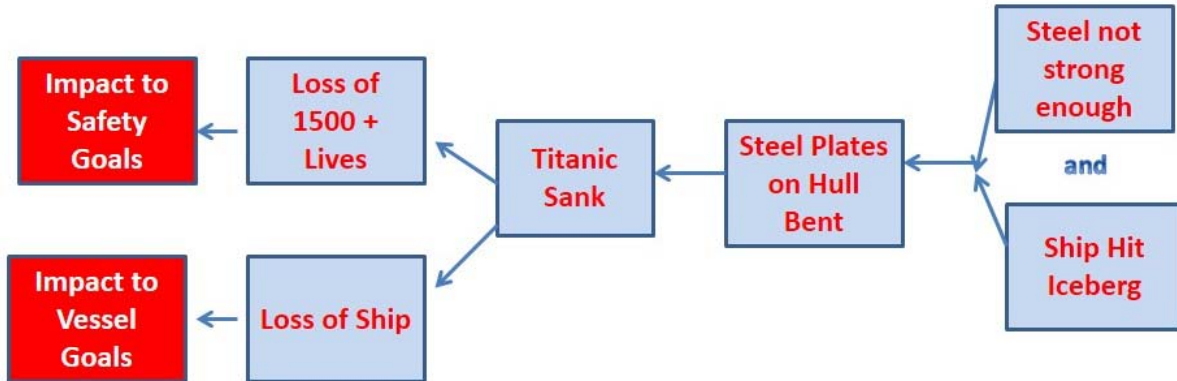 Impact to
Safety
Goals
Loss of
1500 +
Lives
Titanic
Sank
Steel Plates
on Hull
Bent
Steel not
strong
enough
and
Ship Hit
Iceberg
Impact to
Vessel
Goals
Loss of Ship